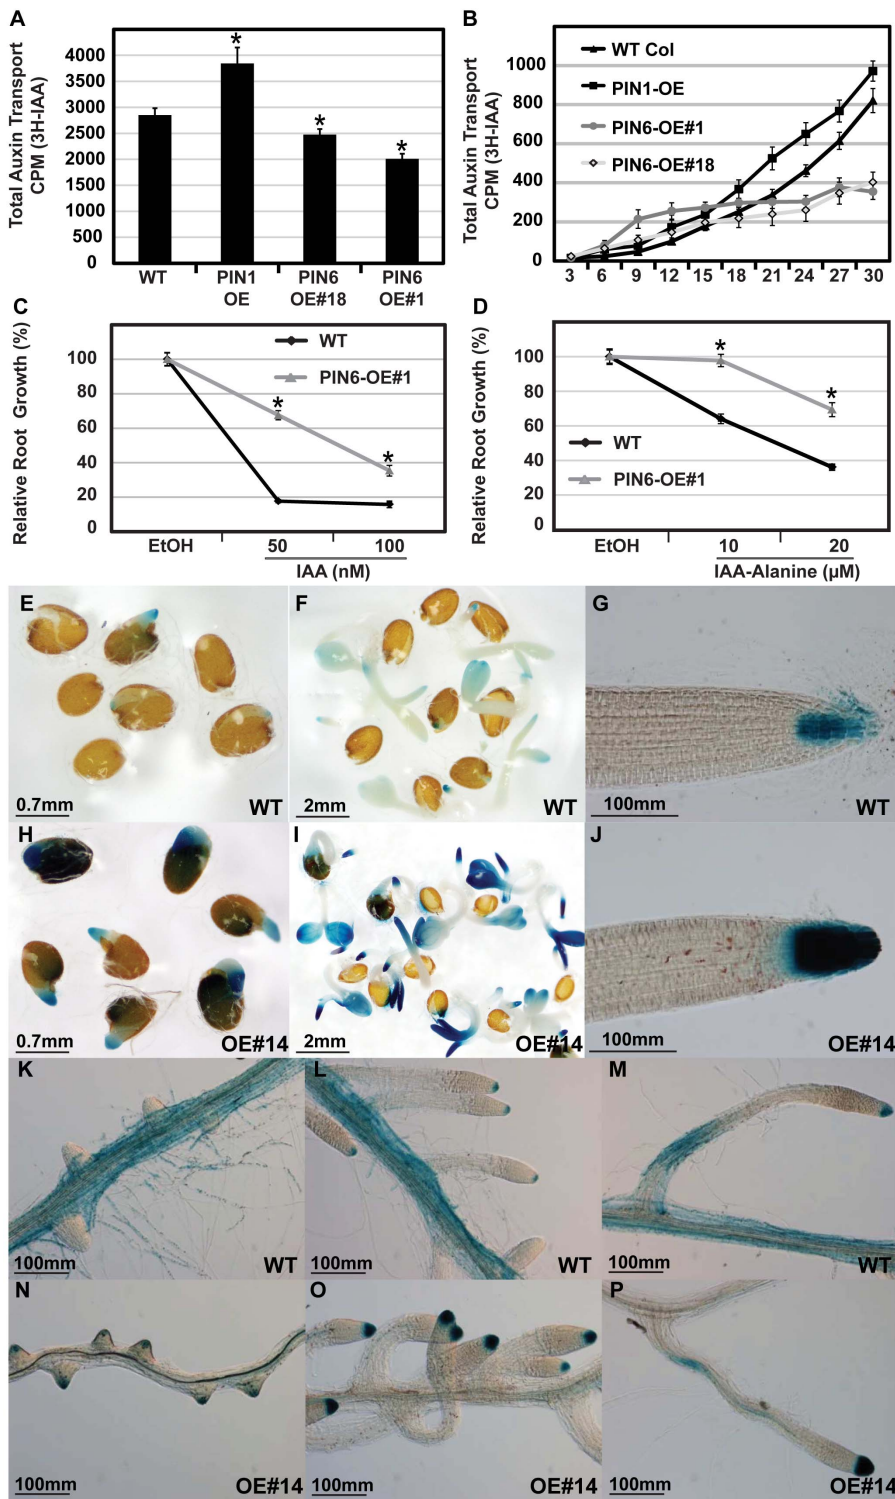 A
Total Auxin Transport
CPM (3H-IAA)
4000
3500
3000
2500
2000
1500
1000
500
0
*
*
*
WT
PIN1
OE
PIN6
OE#18
PIN6
OE#1
B
Total Auxin Transport
CPM (3H-IAA)
1000
800
600
400
200
0
WT Col
PIN1-OE
PIN6-OE#1
PIN6-OE#18
3 6 9 12 15 18 21 24 27 30
C
Relative Root Growth (%)
100
80
60
40
20
0
WT
PIN6-OE#1
*
*
EtOH 50 100
IAA (nM)
D
Relative Root Growth (%)
100
80
60
40
20
0
*
*
WT
PIN6-OE#1
EtOH 10 20
IAA-Alanine (µM)
E
0.7mm
WT
F
2mm
WT
G
100mm
WT
H
0.7mm
OE#14
I
2mm
OE#14
J
100mm
OE#14
K
100mm
WT
L
100mm
WT
M
100mm
WT
N
100mm
OE#14
O
100mm
OE#14
P
100mm
OE#14